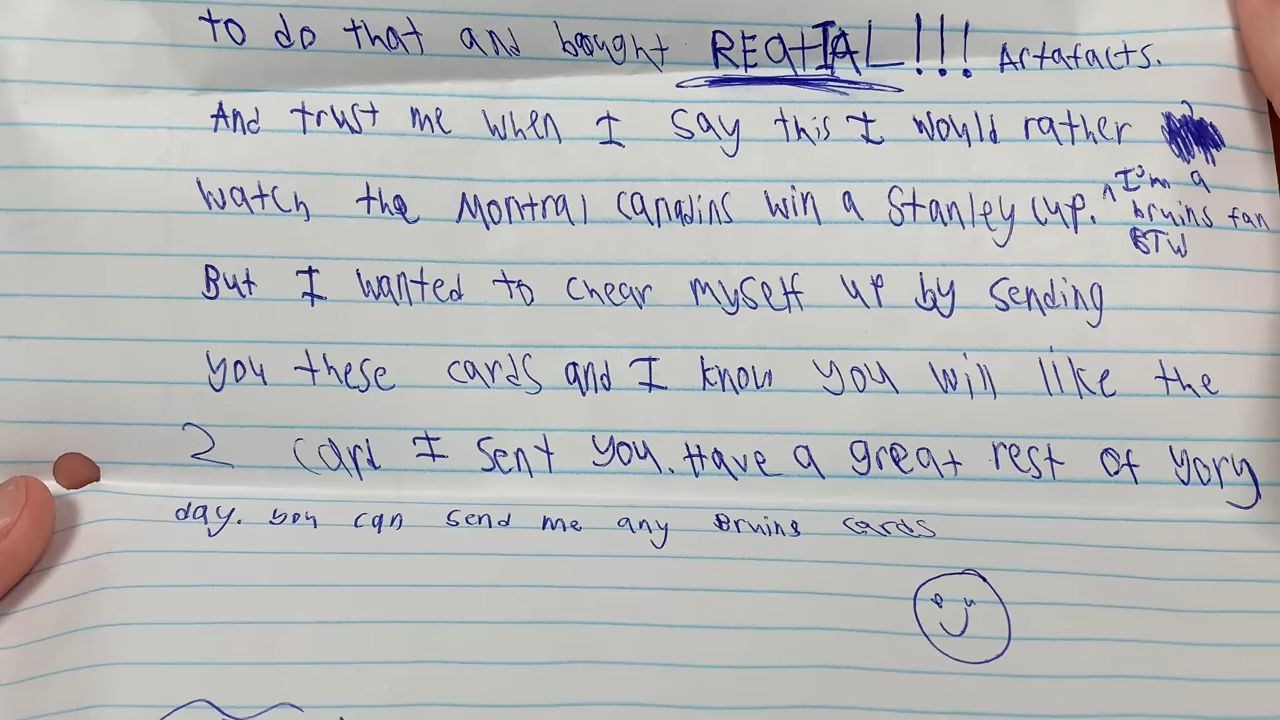 to do that and bought REatIAL!!! Artafacts.
And trust me when I say this I would rather
watch the Montral canadins win a Stanley cup. ^ I'm a
bruins fan
BTW
But I wanted to chear myself up by sending
you these cards and I know you will like the
2 card I sent you. Have a great rest of yory
day. boy can send me any Bruins cards